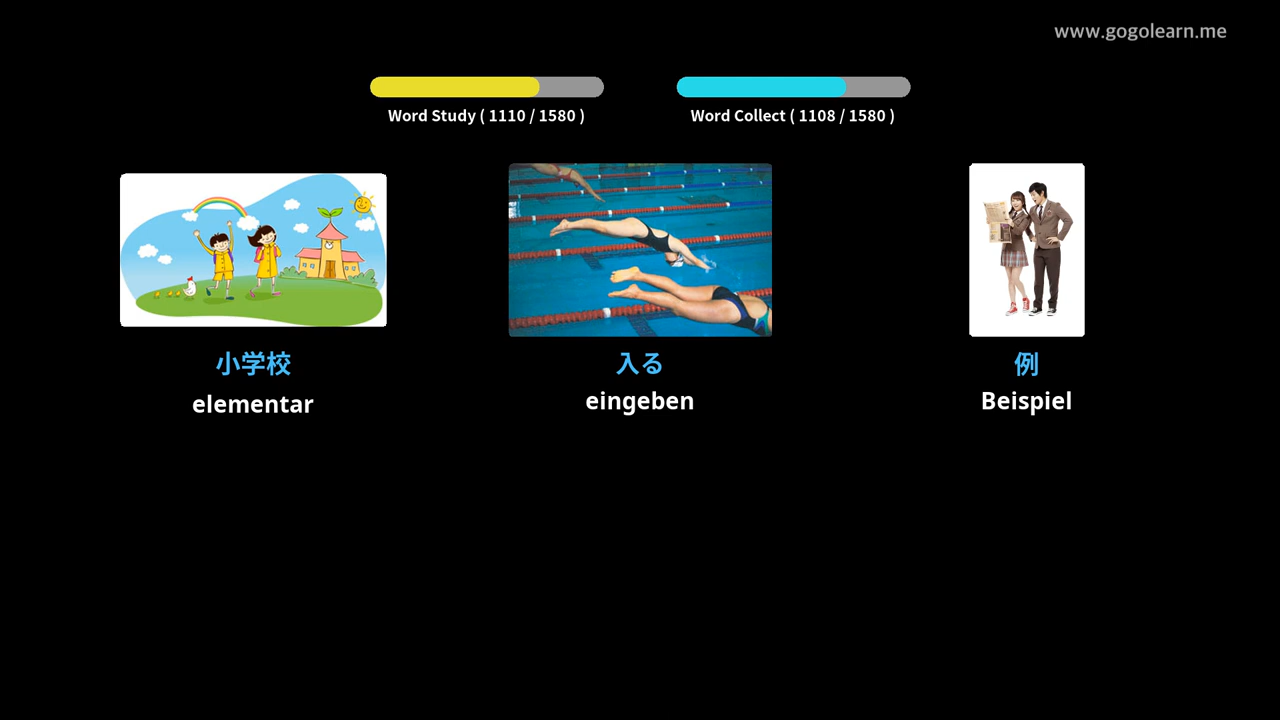 www.gogolearn.me
Word Study ( 1110 / 1580 )
Word Collect ( 1108 / 1580 )
小学校
elementar
入る
eingeben
例
Beispiel